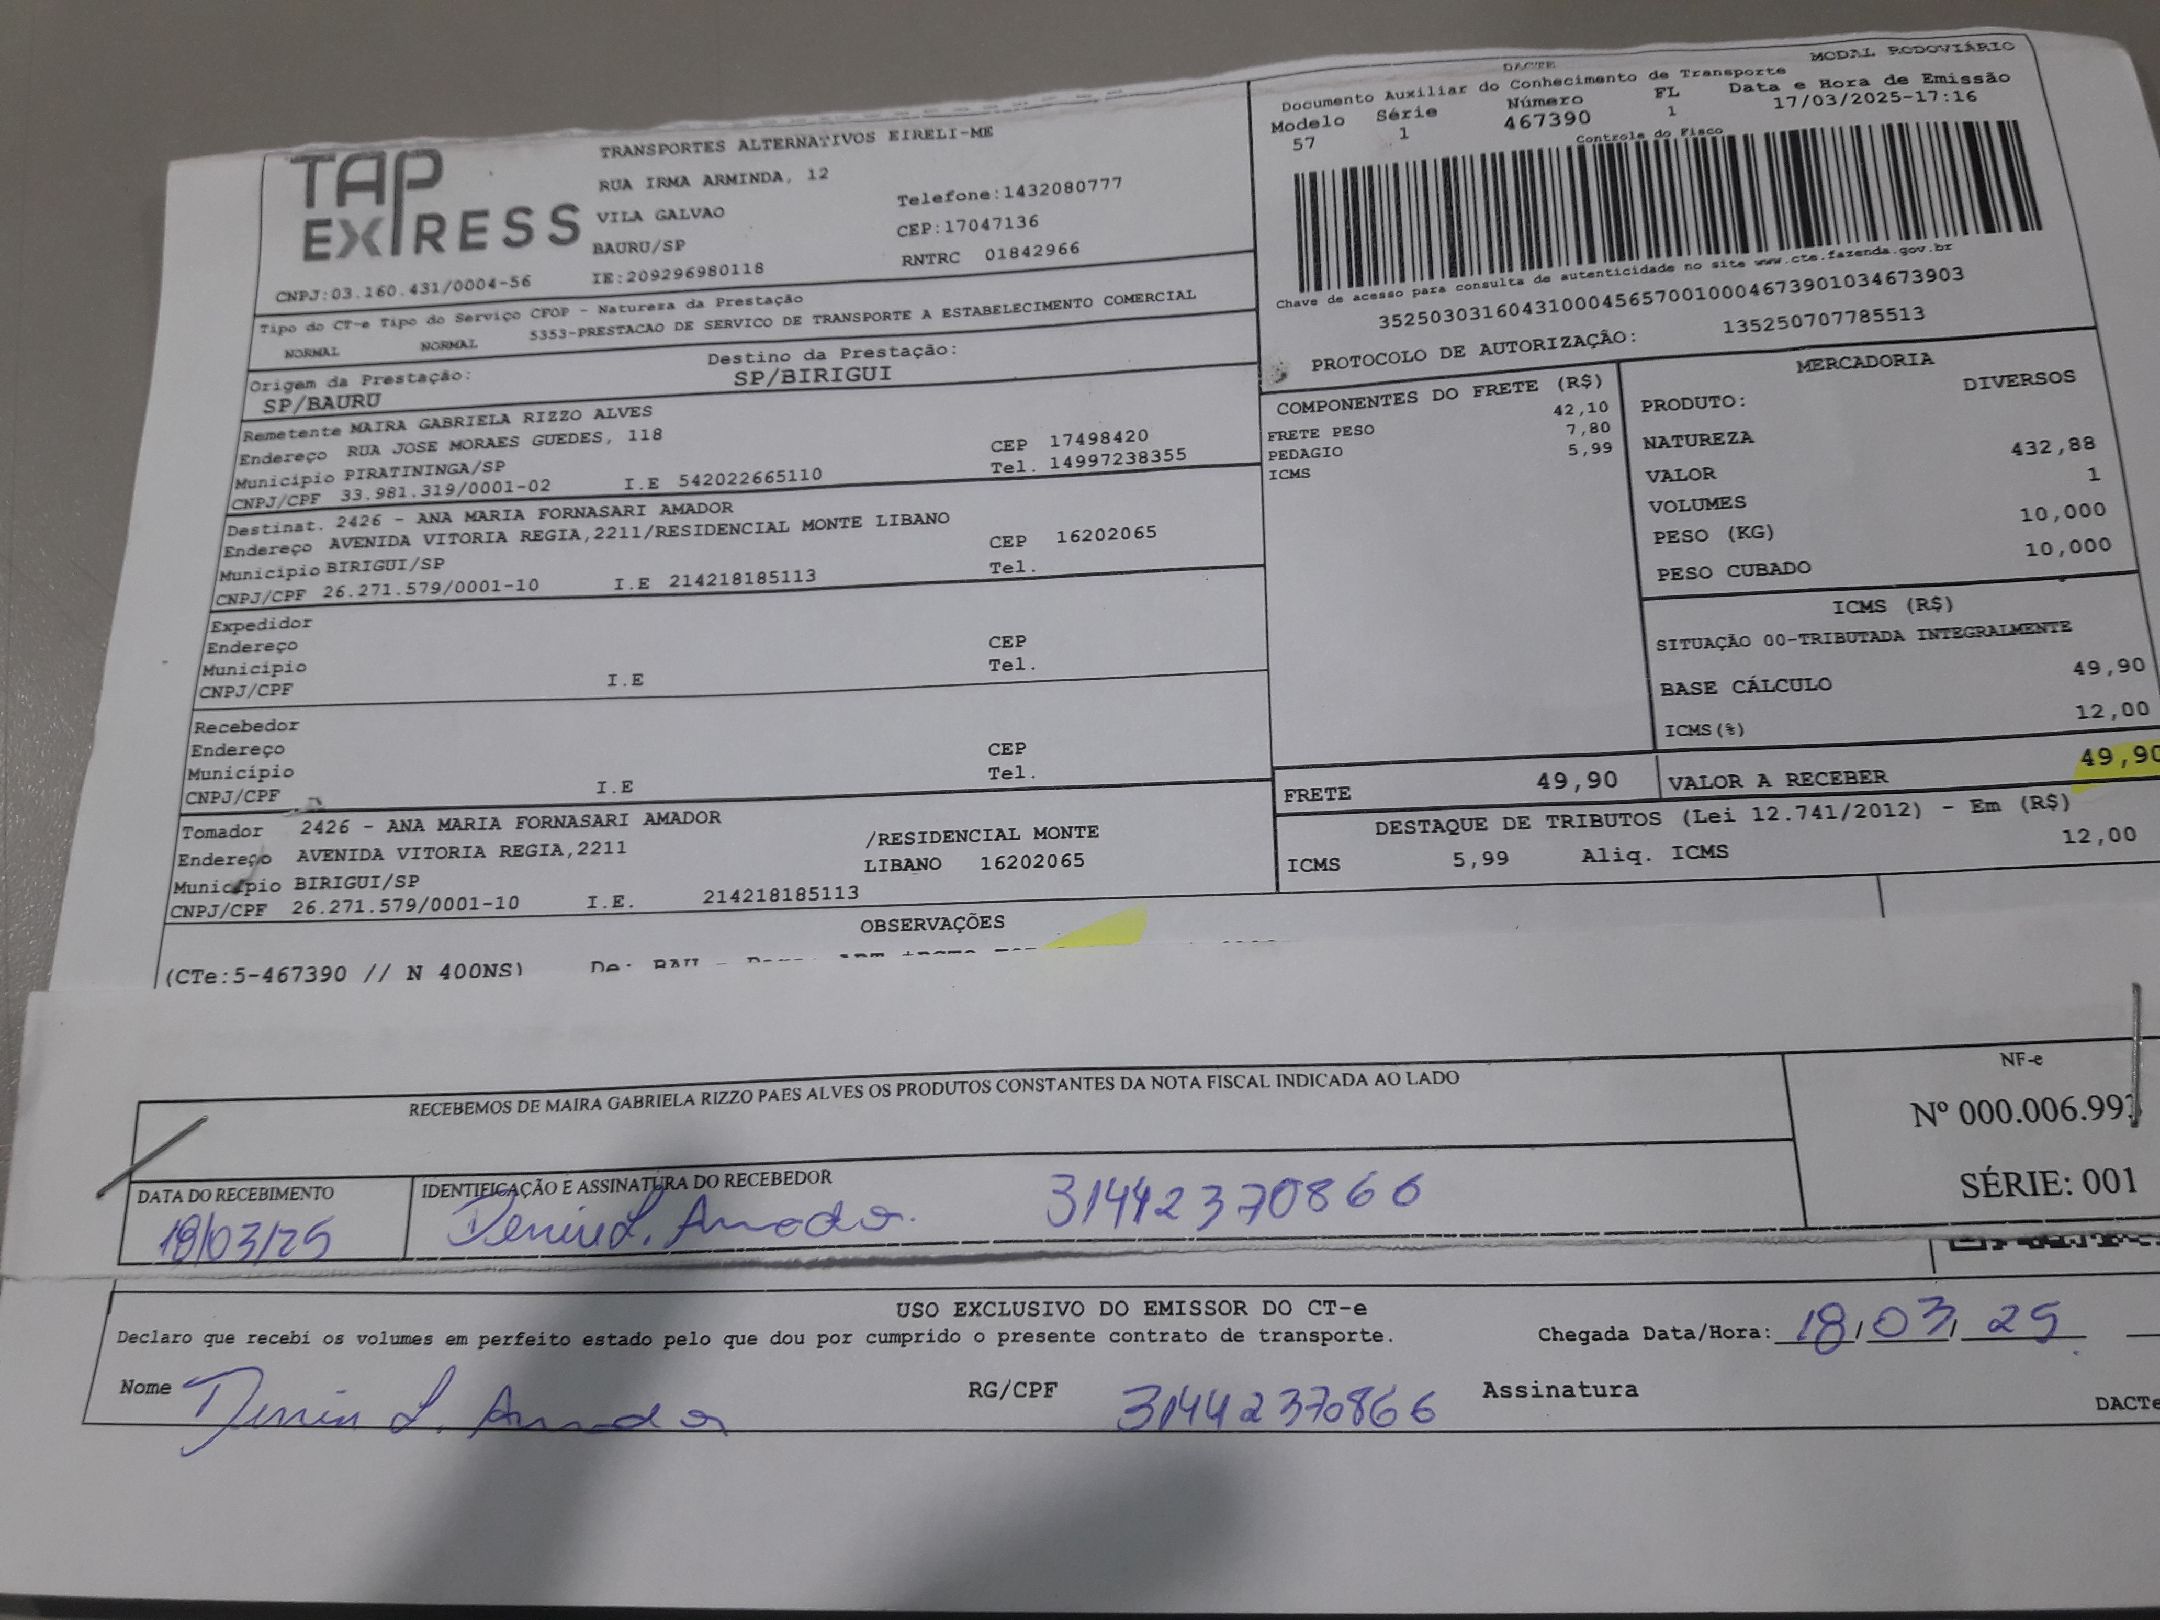 TAP
EXPRESS
TRANSPORTES ALTERNATIVOS EIRELI-ME
RUA IRMA ARMINDA, 12
VILA GALVAO
BAURU/SP
IE:209296980118
Telefone:1432080777
CEP:17047136
RNTRC 01842966
CNPJ:03.160.431/0004-56
DACTE
MODAL RODOVIÁRIO
Documento Auxiliar do Conhecimento de Transporte
Modelo Série Número FL Data e Hora de Emissão
57 1 467390 1 17/03/2025-17:16
Controle do Fisco
Chave de acesso para consulta de autenticidade no site www.cte.fazenda.gov.br
35250303160431000456570010004673901034673903
PROTOCOLO DE AUTORIZAÇÃO: 135250707785513
Tipo do CT-e Tipo do Serviço CFOP - Natureza da Prestação
NORMAL NORMAL 5353-PRESTACAO DE SERVICO DE TRANSPORTE A ESTABELECIMENTO COMERCIAL
Origem da Prestação: Destino da Prestação:
SP/BAURU SP/BIRIGUI
Remetente MAIRA GABRIELA RIZZO ALVES
Endereço RUA JOSE MORAES GUEDES, 118 CEP 17498420
Município PIRATININGA/SP Tel. 14997238355
CNPJ/CPF 33.981.319/0001-02 I.E 542022665110
Destinat. 2426 - ANA MARIA FORNASARI AMADOR
Endereço AVENIDA VITORIA REGIA,2211/RESIDENCIAL MONTE LIBANO
Município BIRIGUI/SP CEP 16202065
CNPJ/CPF 26.271.579/0001-10 I.E 214218185113 Tel.
Expedidor
Endereço CEP
Município Tel.
CNPJ/CPF I.E
Recebedor
Endereço CEP
Município Tel.
CNPJ/CPF I.E
Tomador 2426 - ANA MARIA FORNASARI AMADOR
Endereço AVENIDA VITORIA REGIA,2211 /RESIDENCIAL MONTE
LIBANO 16202065
Município BIRIGUI/SP
CNPJ/CPF 26.271.579/0001-10 I.E. 214218185113
COMPONENTES DO FRETE (R$)
FRETE PESO 42,10
PEDAGIO 7,80
ICMS 5,99
MERCADORIA
PRODUTO: DIVERSOS
NATUREZA
VALOR 432,88
VOLUMES 1
PESO (KG) 10,000
PESO CUBADO 10,000
ICMS (R$)
SITUAÇÃO 00-TRIBUTADA INTEGRALMENTE
BASE CÁLCULO 49,90
ICMS(%) 12,00
FRETE 49,90 VALOR A RECEBER 49,90
DESTAQUE DE TRIBUTOS (Lei 12.741/2012) - Em (R$)
ICMS 5,99 Aliq. ICMS 12,00
OBSERVAÇÕES
(CTe:5-467390 // N 400NS) De: BAU -
RECEBEMOS DE MAIRA GABRIELA RIZZO PAES ALVES OS PRODUTOS CONSTANTES DA NOTA FISCAL INDICADA AO LADO
NF-e
Nº 000.006.99
SÉRIE: 001
DATA DO RECEBIMENTO IDENTIFICAÇÃO E ASSINATURA DO RECEBEDOR
18/03/25 L. Amador 31442370866
USO EXCLUSIVO DO EMISSOR DO CT-e
Declaro que recebi os volumes em perfeito estado pelo que dou por cumprido o presente contrato de transporte.
Chegada Data/Hora: 18/03/25
Nome L. Amador RG/CPF 31442370866 Assinatura
DACTe